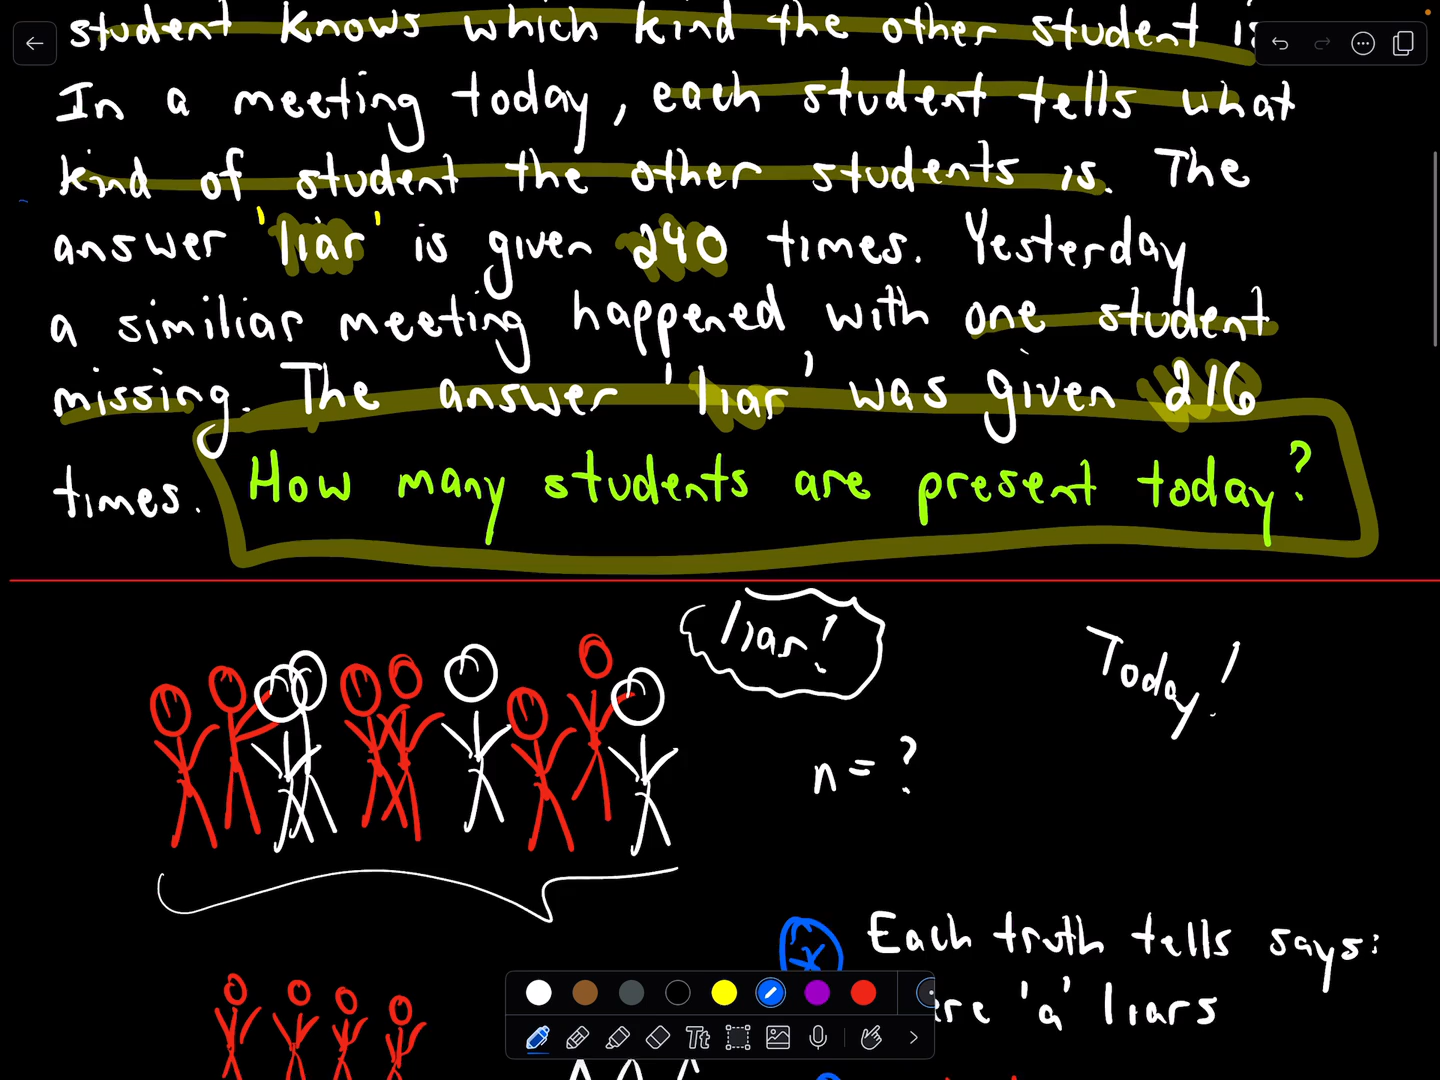 student knows which kind the other student is
In a meeting today, each student tells what
kind of student the other students is. The
answer 'liar' is given 240 times. Yesterday
a similiar meeting happened with one student
missing. The answer 'liar' was given 216
times. How many students are present today?
liar!
Today!
n = ?
Each truth tells says:
'a' liars
Tt